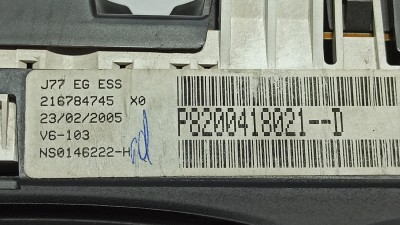 J77 EG ESS
216784745 X0
23/02/2005
V6-103
NS0146222-H
P8200418021--D